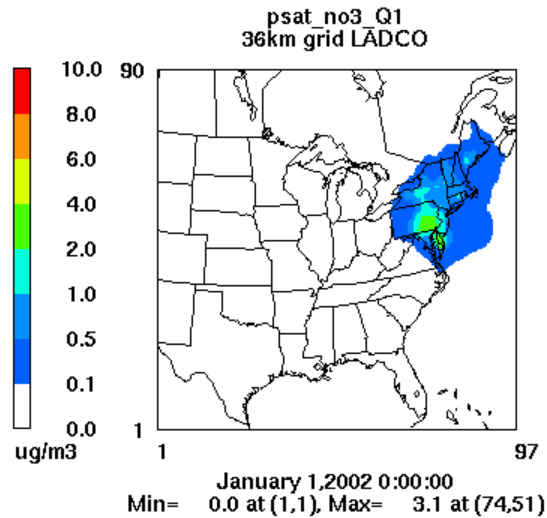 psat_no3_Q1
36km grid LADCO
10.0
8.0
6.0
4.0
2.0
1.0
0.5
0.1
0.0
ug/m3
90
1
1
97
January 1,2002 0:00:00
Min= 0.0 at (1,1), Max= 3.1 at (74,51)